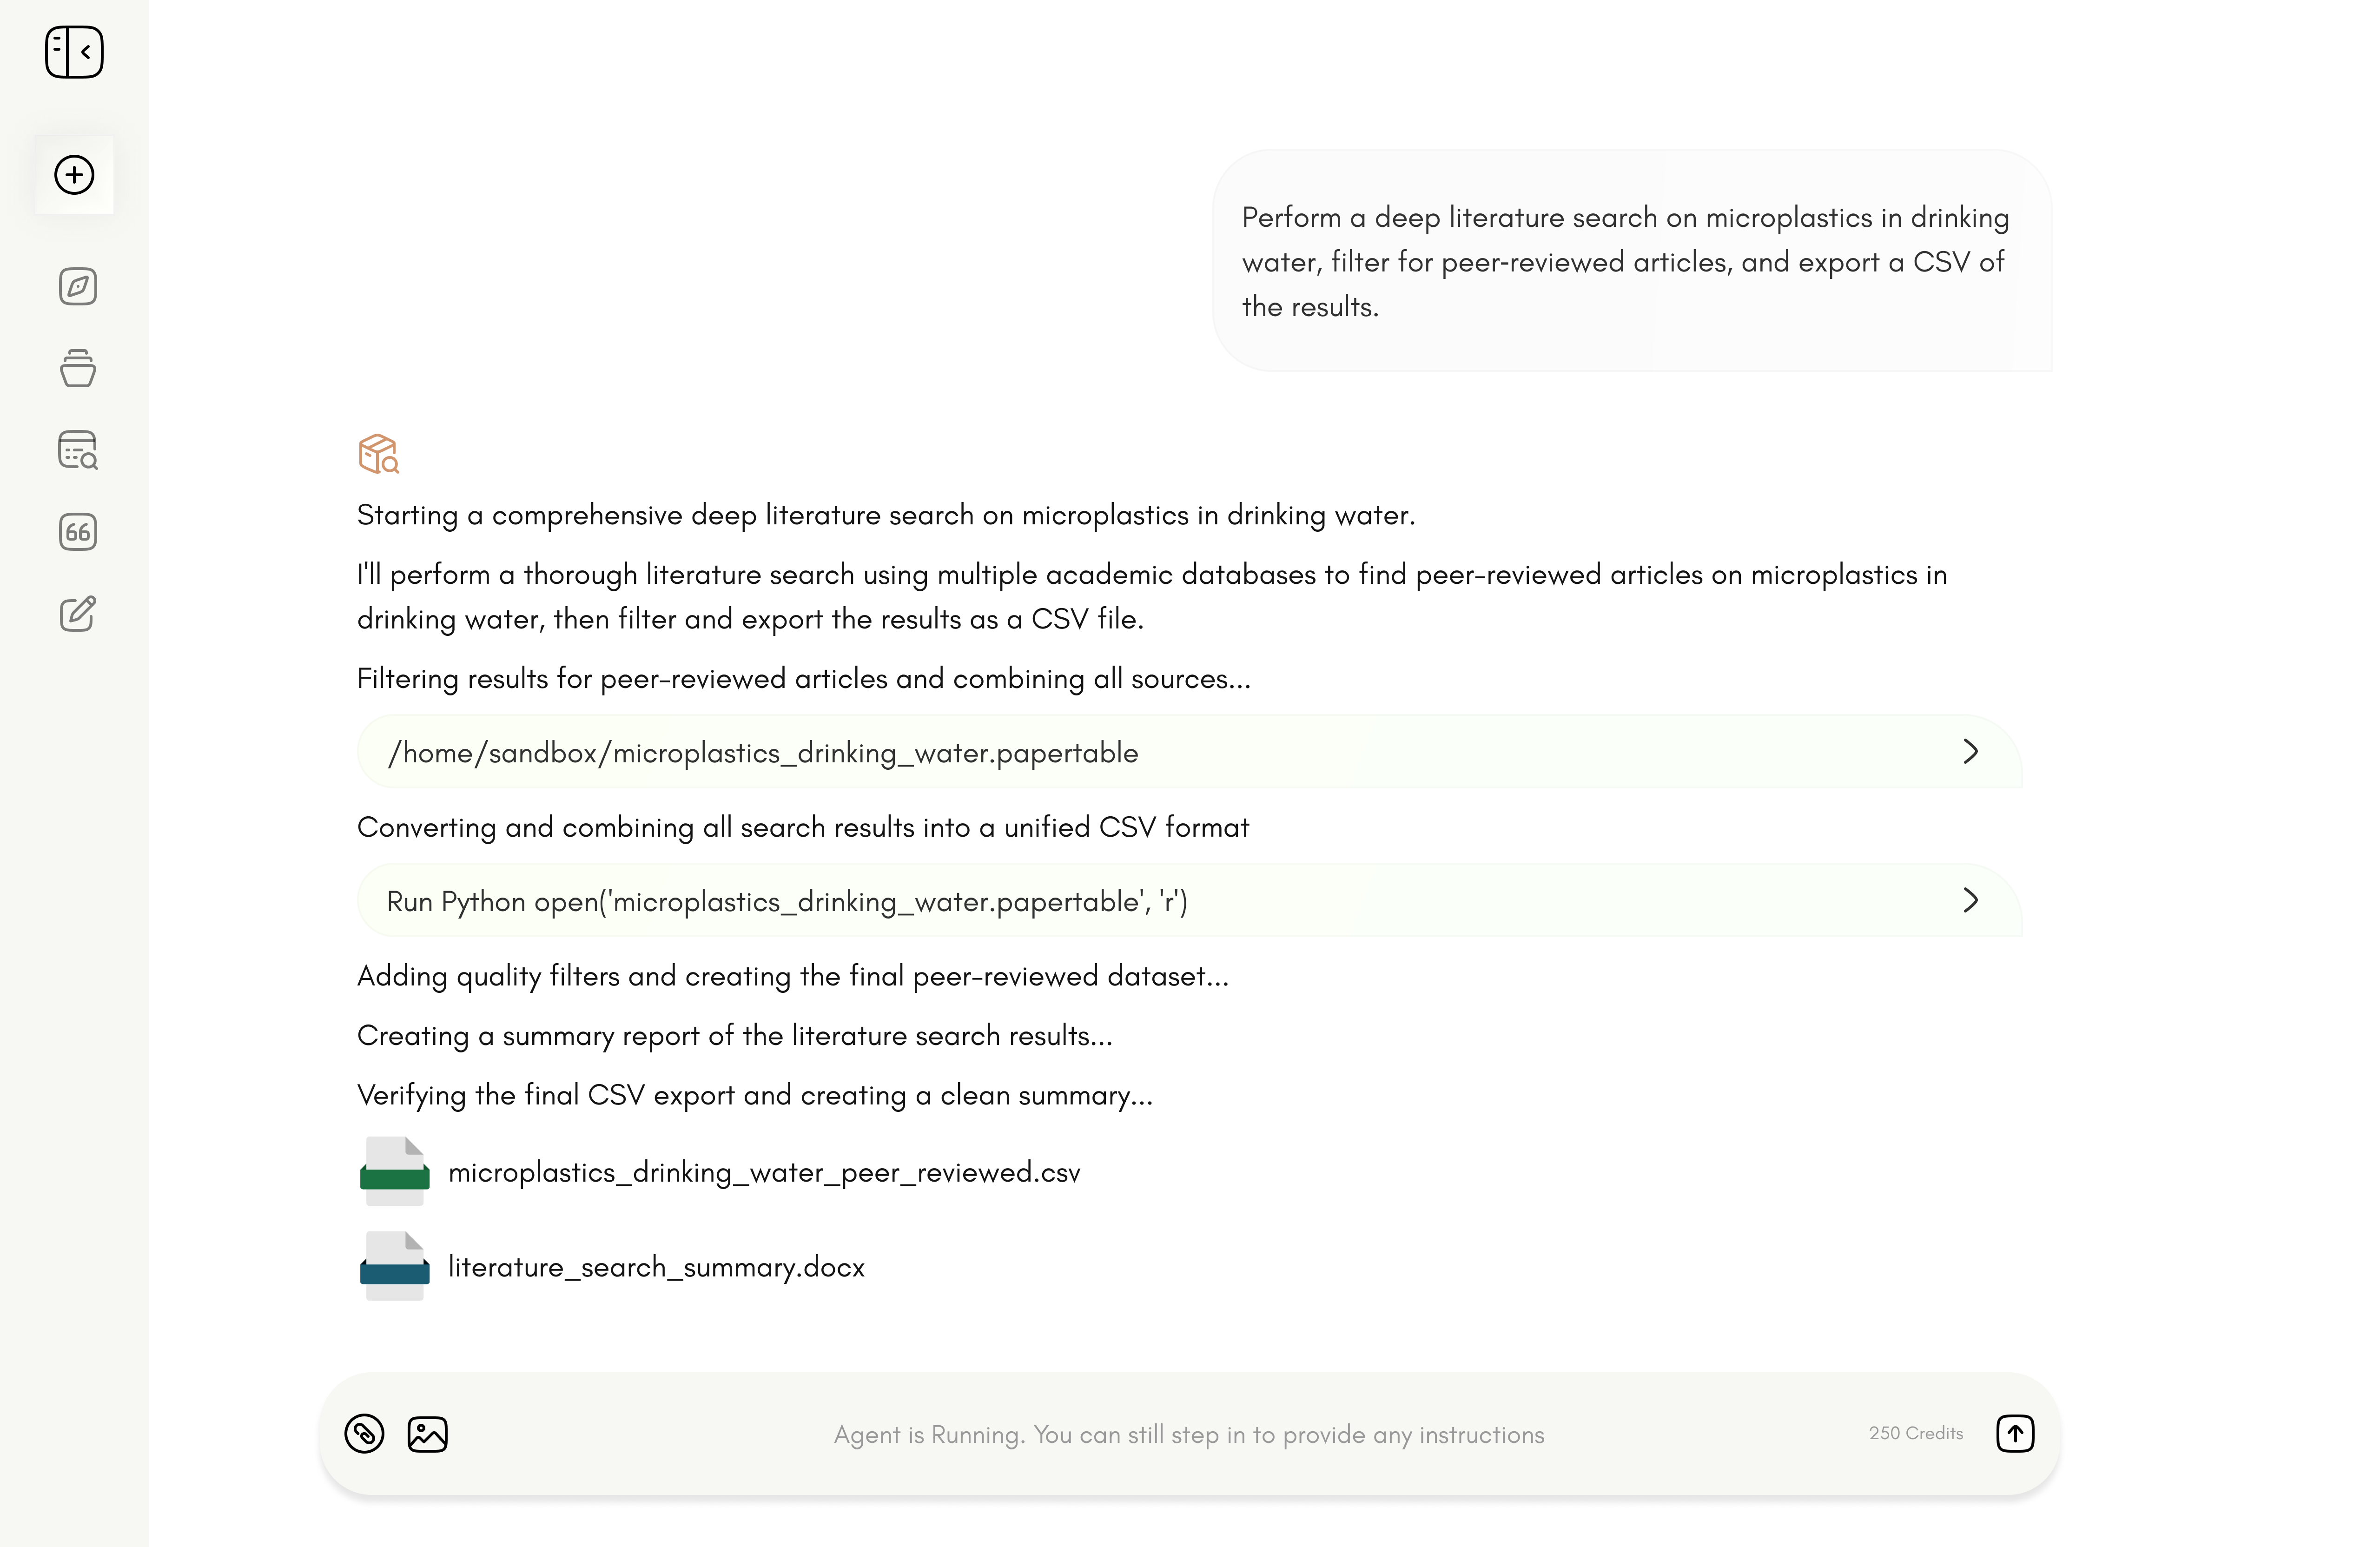 Perform a deep literature search on microplastics in drinking
water, filter for peer-reviewed articles, and export a CSV of
the results.
Starting a comprehensive deep literature search on microplastics in drinking water.
I'll perform a thorough literature search using multiple academic databases to find peer-reviewed articles on microplastics in
drinking water, then filter and export the results as a CSV file.
Filtering results for peer-reviewed articles and combining all sources...
/home/sandbox/microplastics_drinking_water.papertable
Converting and combining all search results into a unified CSV format
Run Python open('microplastics_drinking_water.papertable', 'r')
Adding quality filters and creating the final peer-reviewed dataset...
Creating a summary report of the literature search results...
Verifying the final CSV export and creating a clean summary...
microplastics_drinking_water_peer_reviewed.csv
literature_search_summary.docx
Agent is Running. You can still step in to provide any instructions
250 Credits